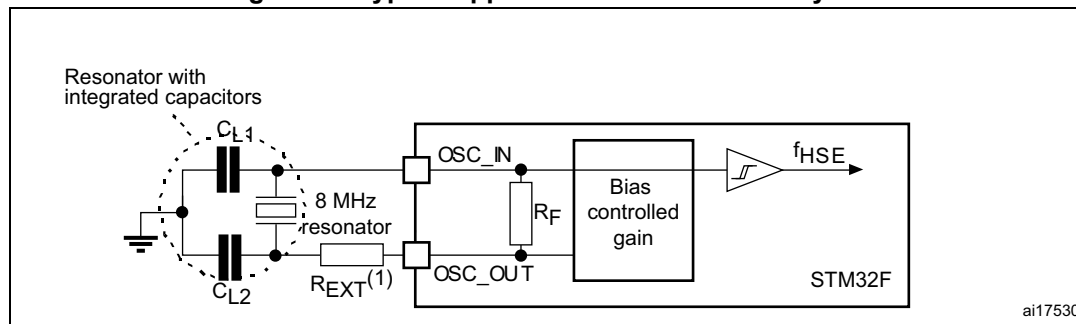 Resonator with
integrated capacitors
CL1
OSC_IN
fHSE
8 MHz
resonator
RF
Bias
controlled
gain
REXT(1)
OSC_OUT
STM32F
CL2
ai17530